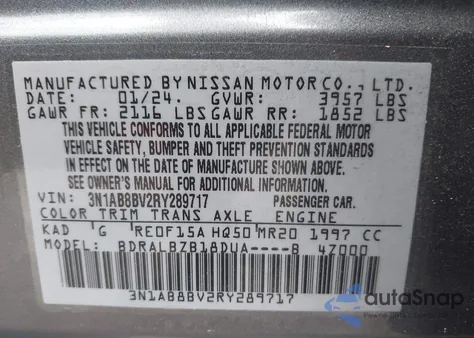 MANUFACTURED BY NISSAN MOTOR CO., LTD.
DATE: 01/24. GVWR: 3957 LBS
GAWR FR: 2116 LBS GAWR RR: 1852 LBS
THIS VEHICLE CONFORMS TO ALL APPLICABLE FEDERAL MOTOR
VEHICLE SAFETY, BUMPER AND THEFT PREVENTION STANDARDS
IN EFFECT ON THE DATE OF MANUFACTURE SHOWN ABOVE.
SEE OWNER'S MANUAL FOR ADDITIONAL INFORMATION
VIN: 3N1AB8BV2RY289717 PASSENGER CAR.
COLOR TRIM TRANS AXLE ENGINE
KAD G RE0F15A HQ50 MR20 1997 CC
MODEL: BDRALBZB18DUA----B 47000
3N1AB8BV2RY289717
autoSnap